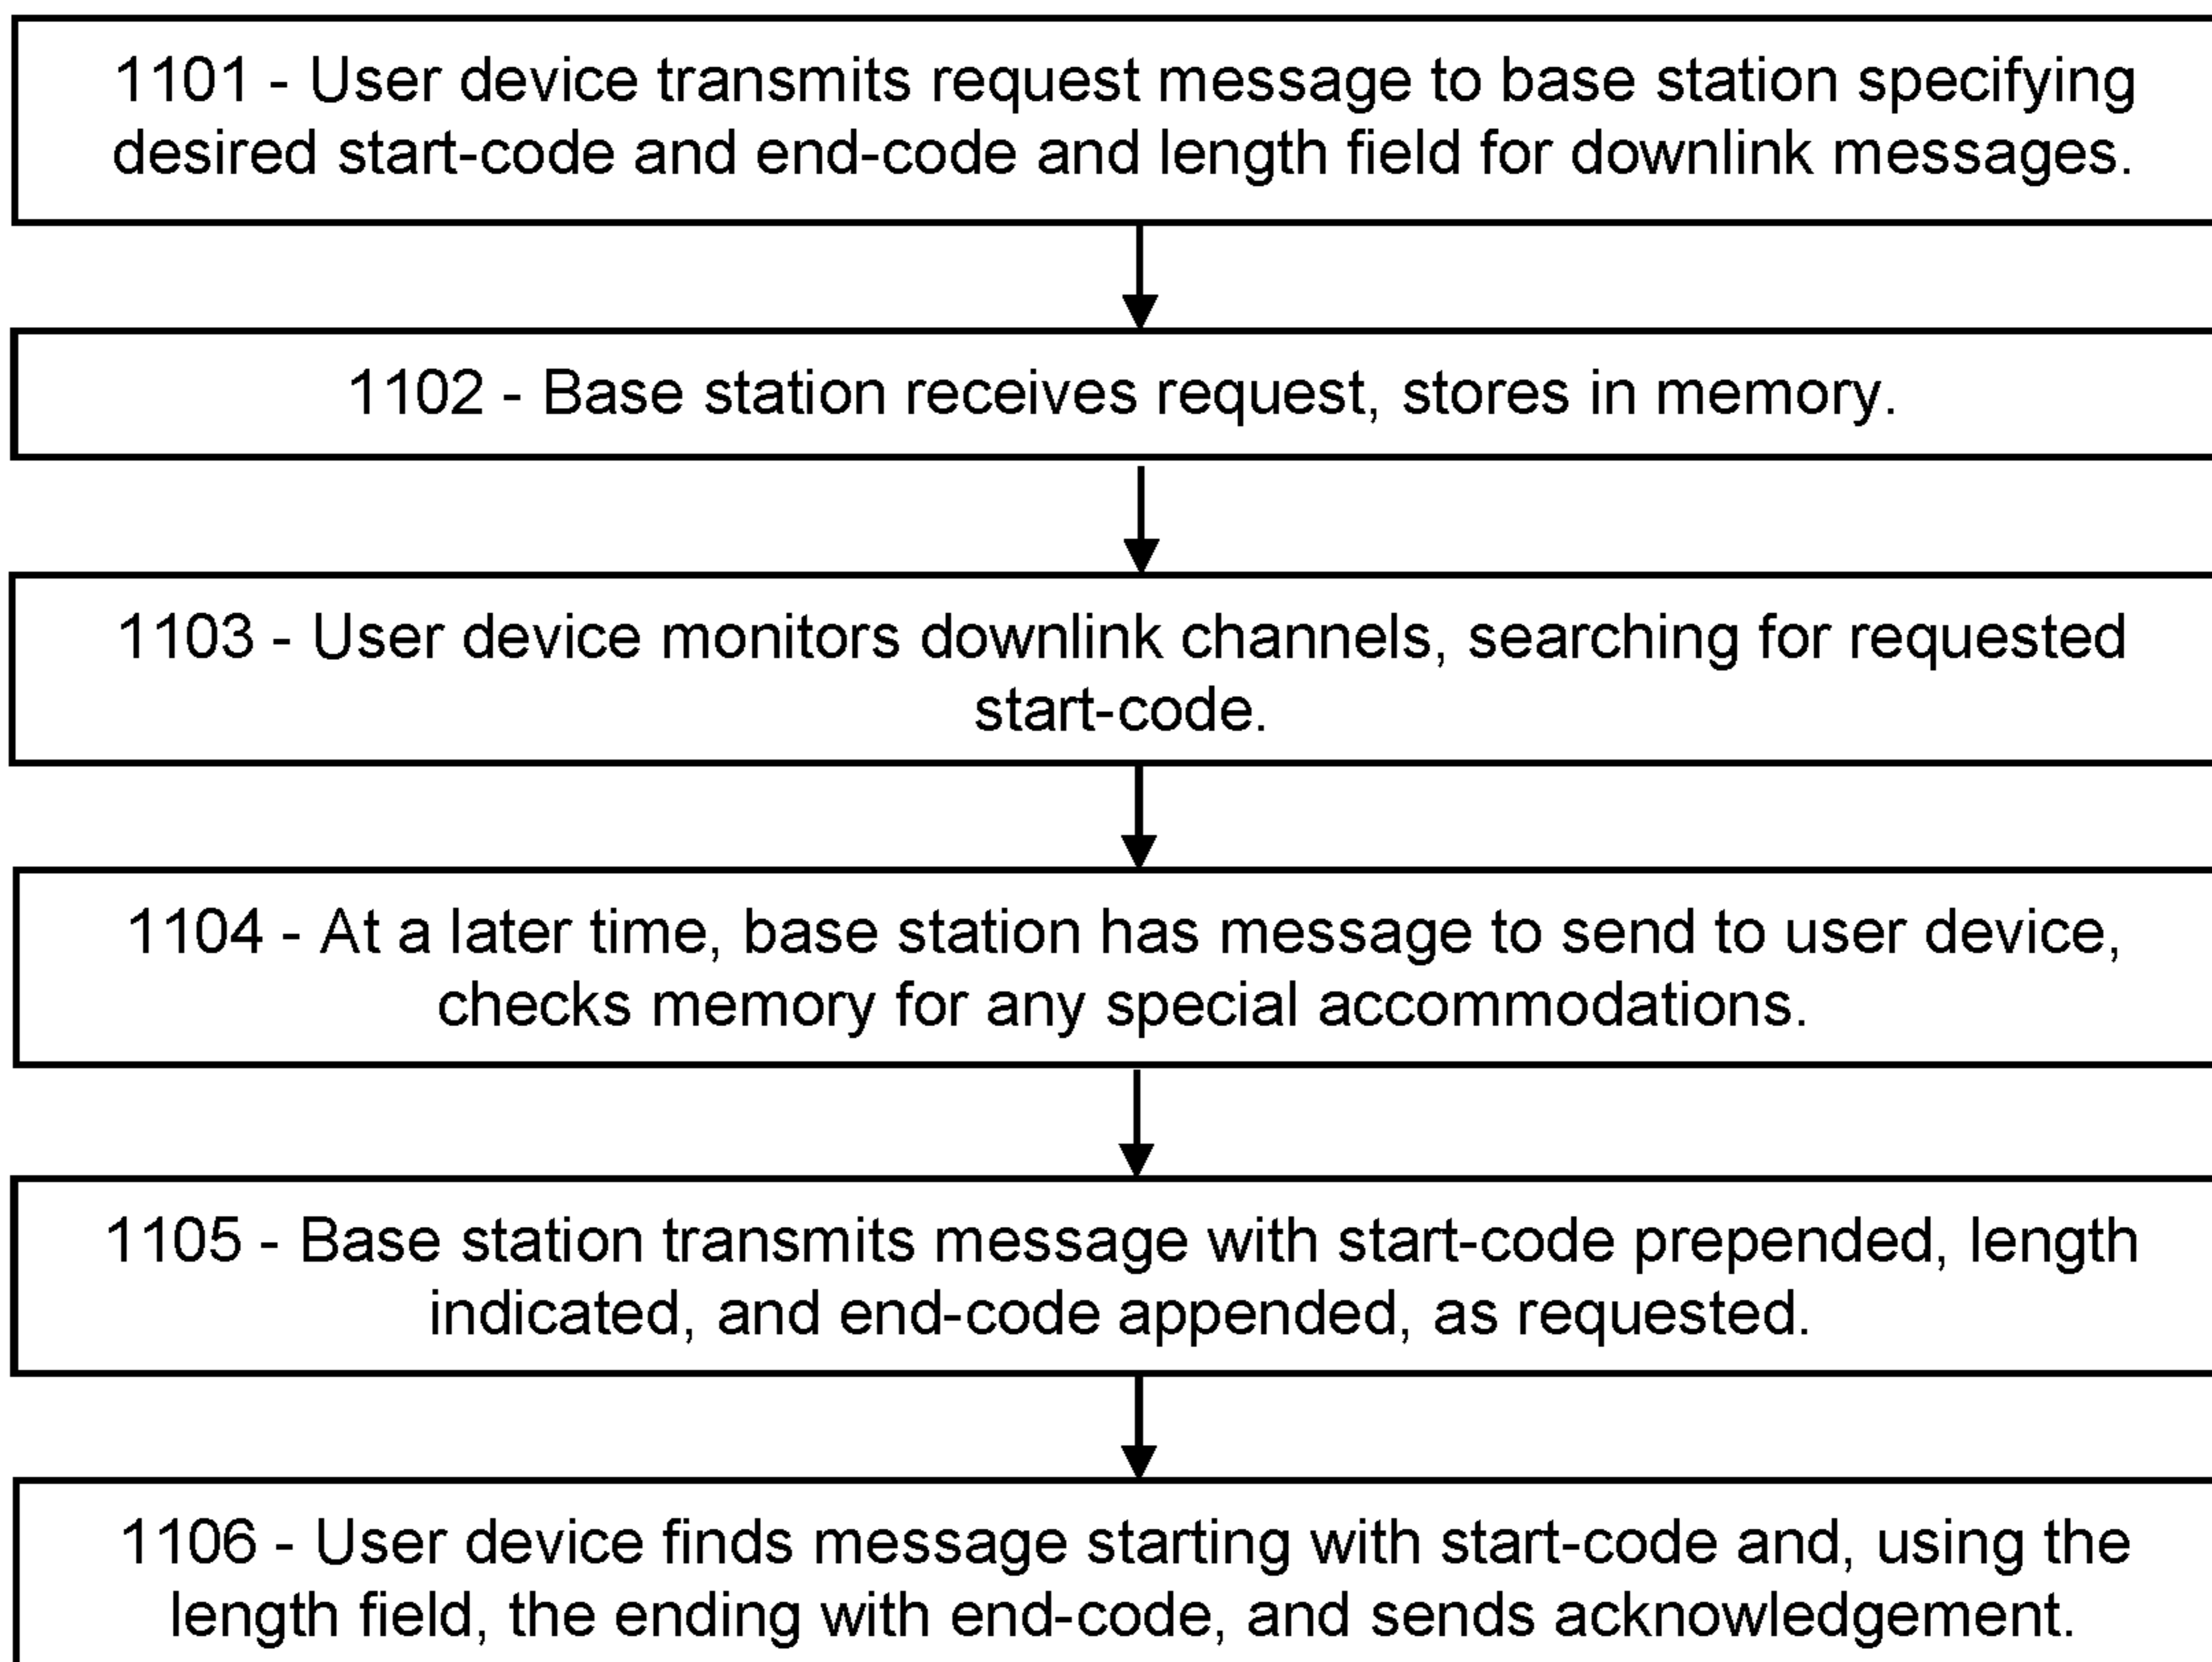 1101 - User device transmits request message to base station specifying
desired start-code and end-code and length field for downlink messages.
1102 - Base station receives request, stores in memory.
1103 - User device monitors downlink channels, searching for requested
start-code.
1104 - At a later time, base station has message to send to user device,
checks memory for any special accommodations.
1105 - Base station transmits message with start-code prepended, length
indicated, and end-code appended, as requested.
1106 - User device finds message starting with start-code and, using the
length field, the ending with end-code, and sends acknowledgement.